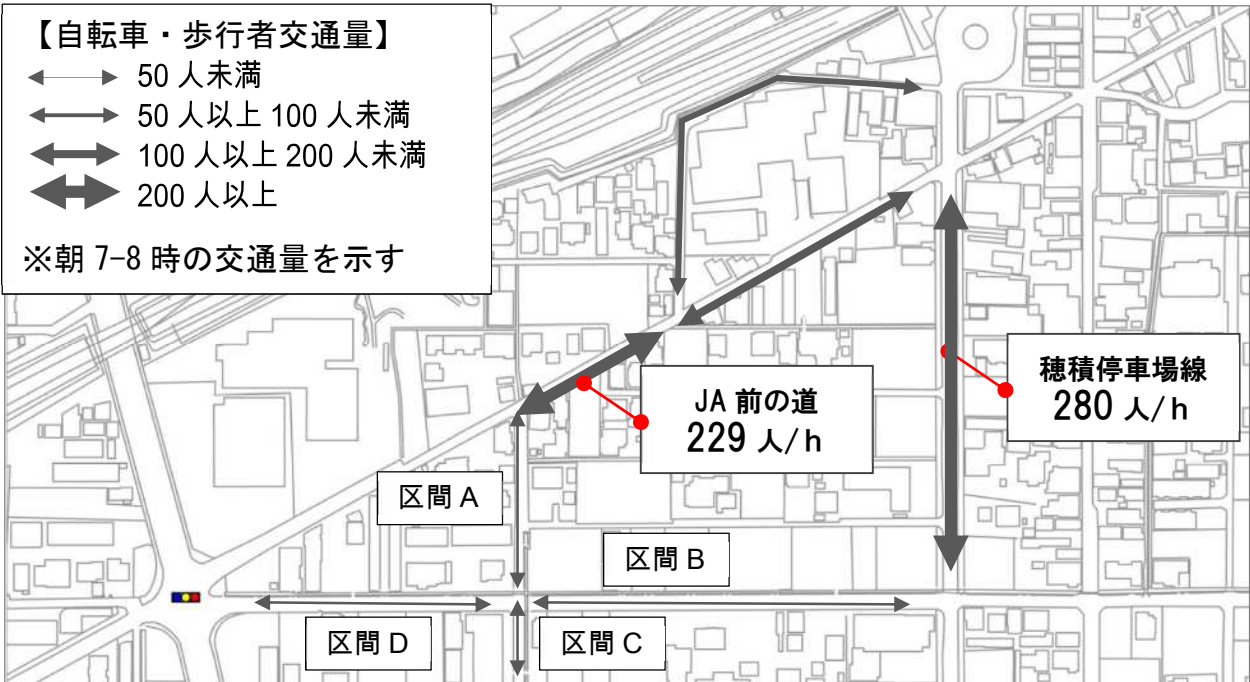 【自転車・歩行者交通量】
50 人未満
50 人以上 100 人未満
100 人以上 200 人未満
200 人以上
※朝 7-8 時の交通量を示す
穂積停車場線
280 人/h
JA 前の道
229 人/h
区間 A
区間 B
区間 D
区間 C